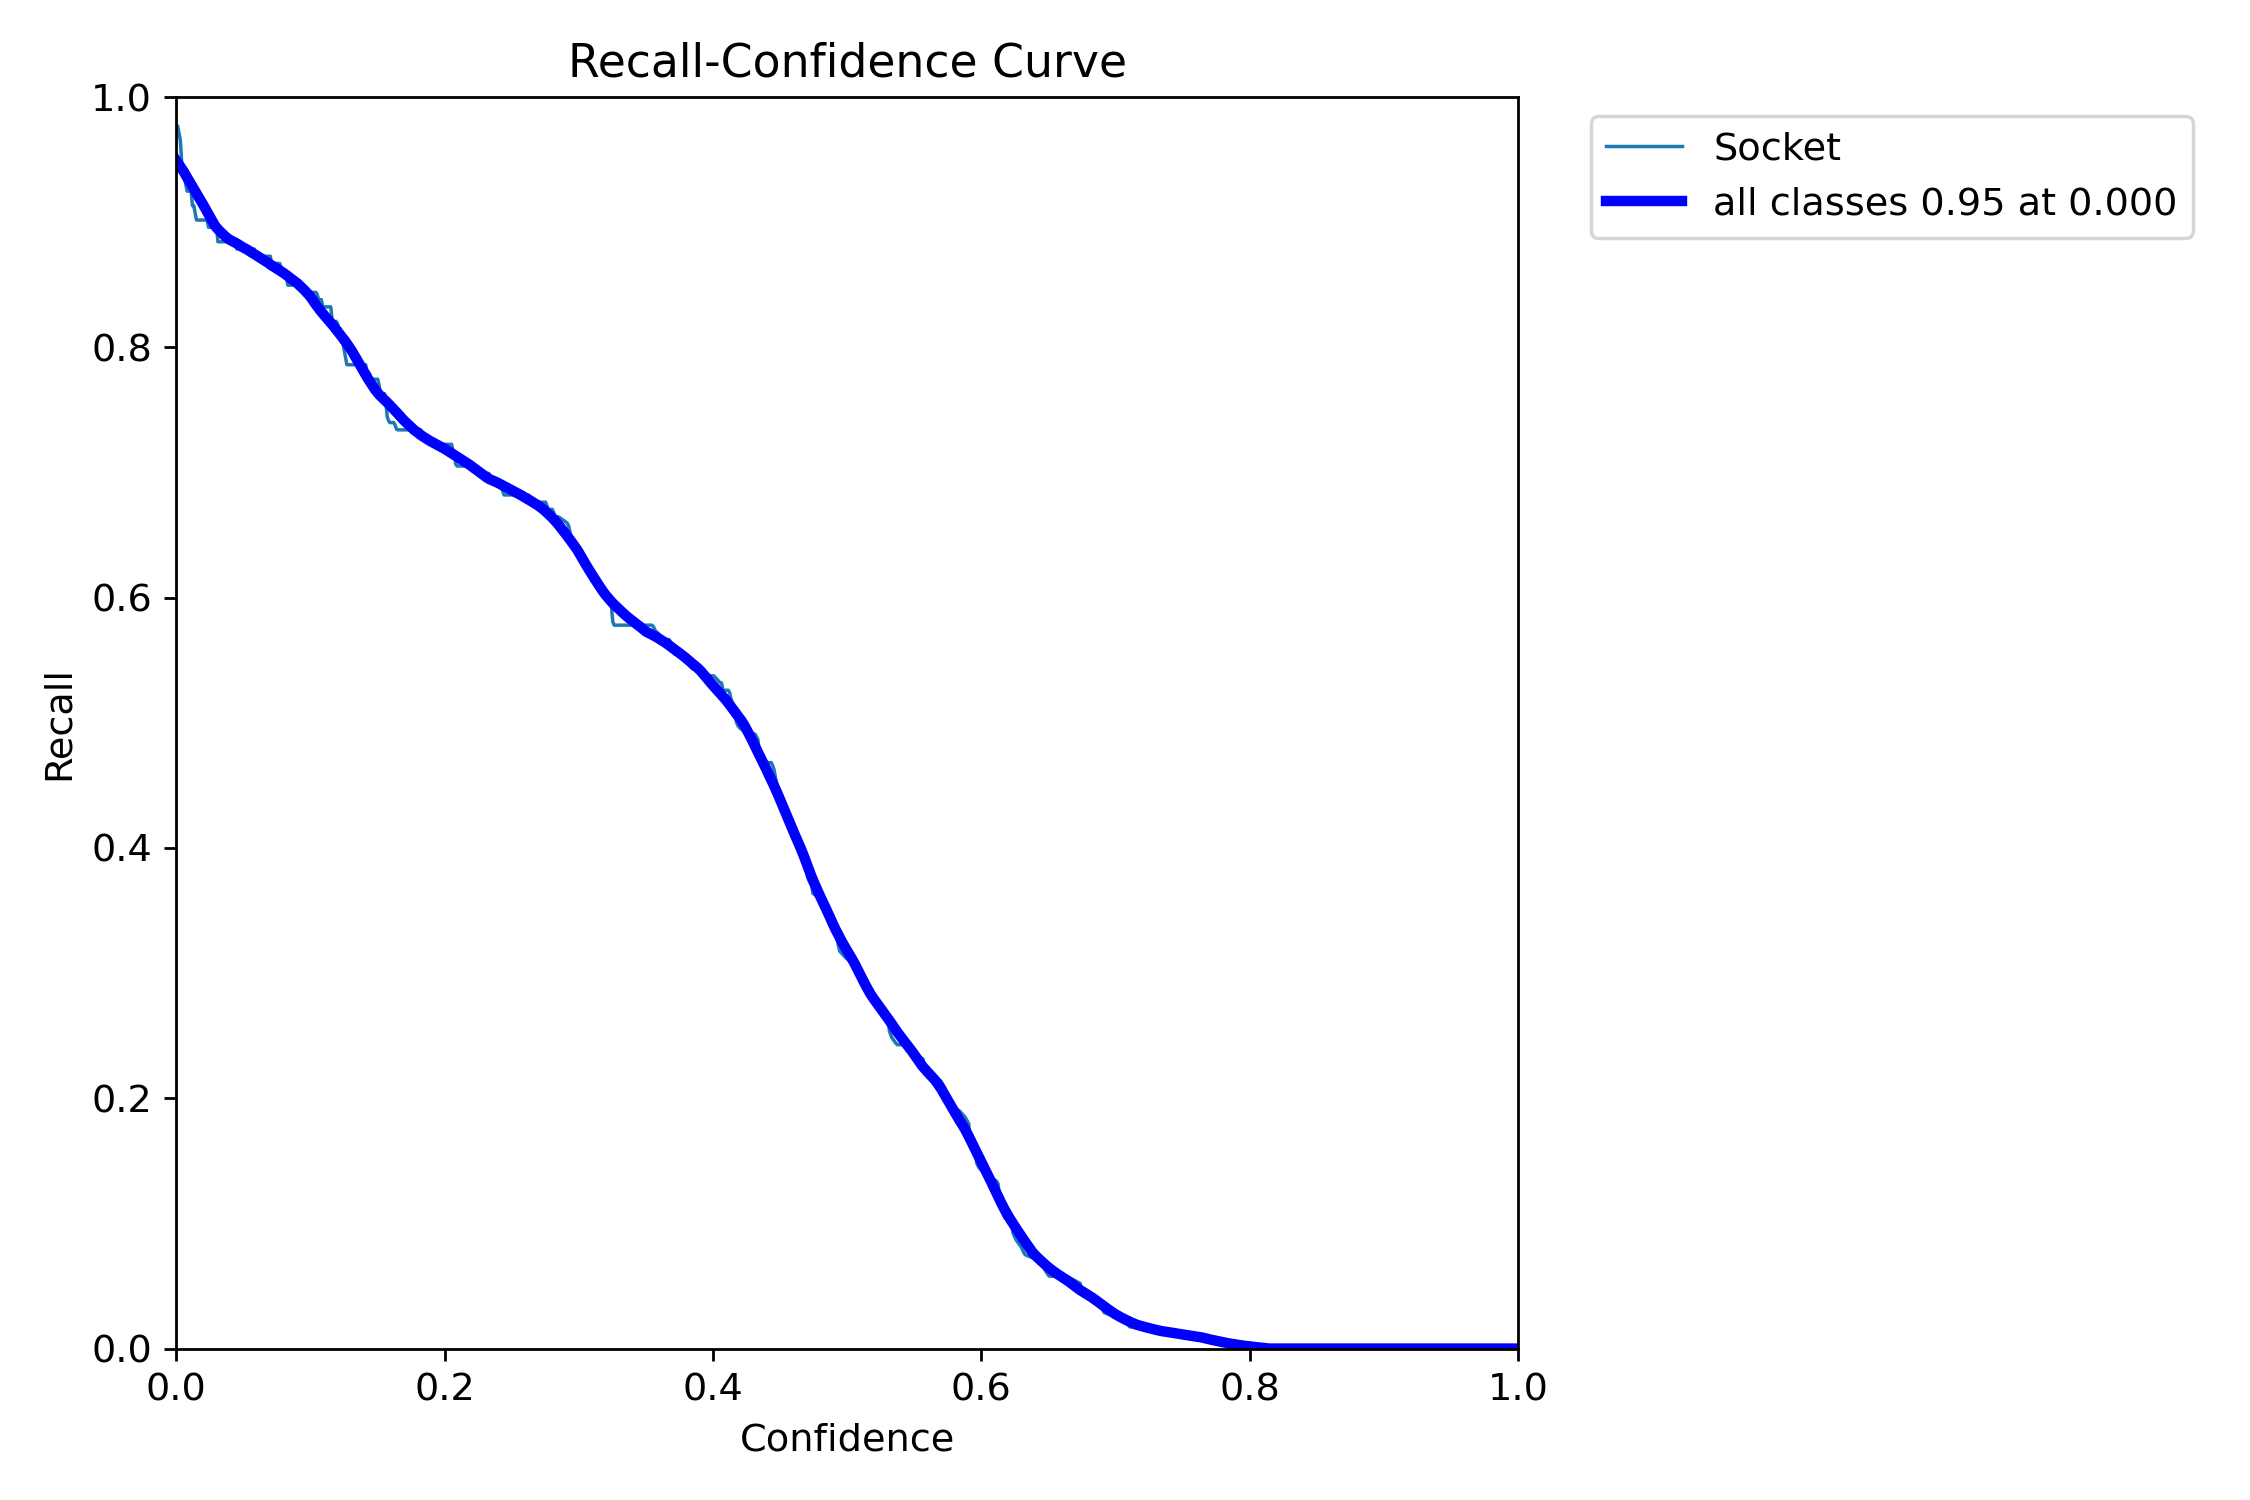 Recall-Confidence Curve
1.0
0.8
0.6
0.4
0.2
0.0
Recall
0.0 0.2 0.4 0.6 0.8 1.0
Confidence
Socket
all classes 0.95 at 0.000